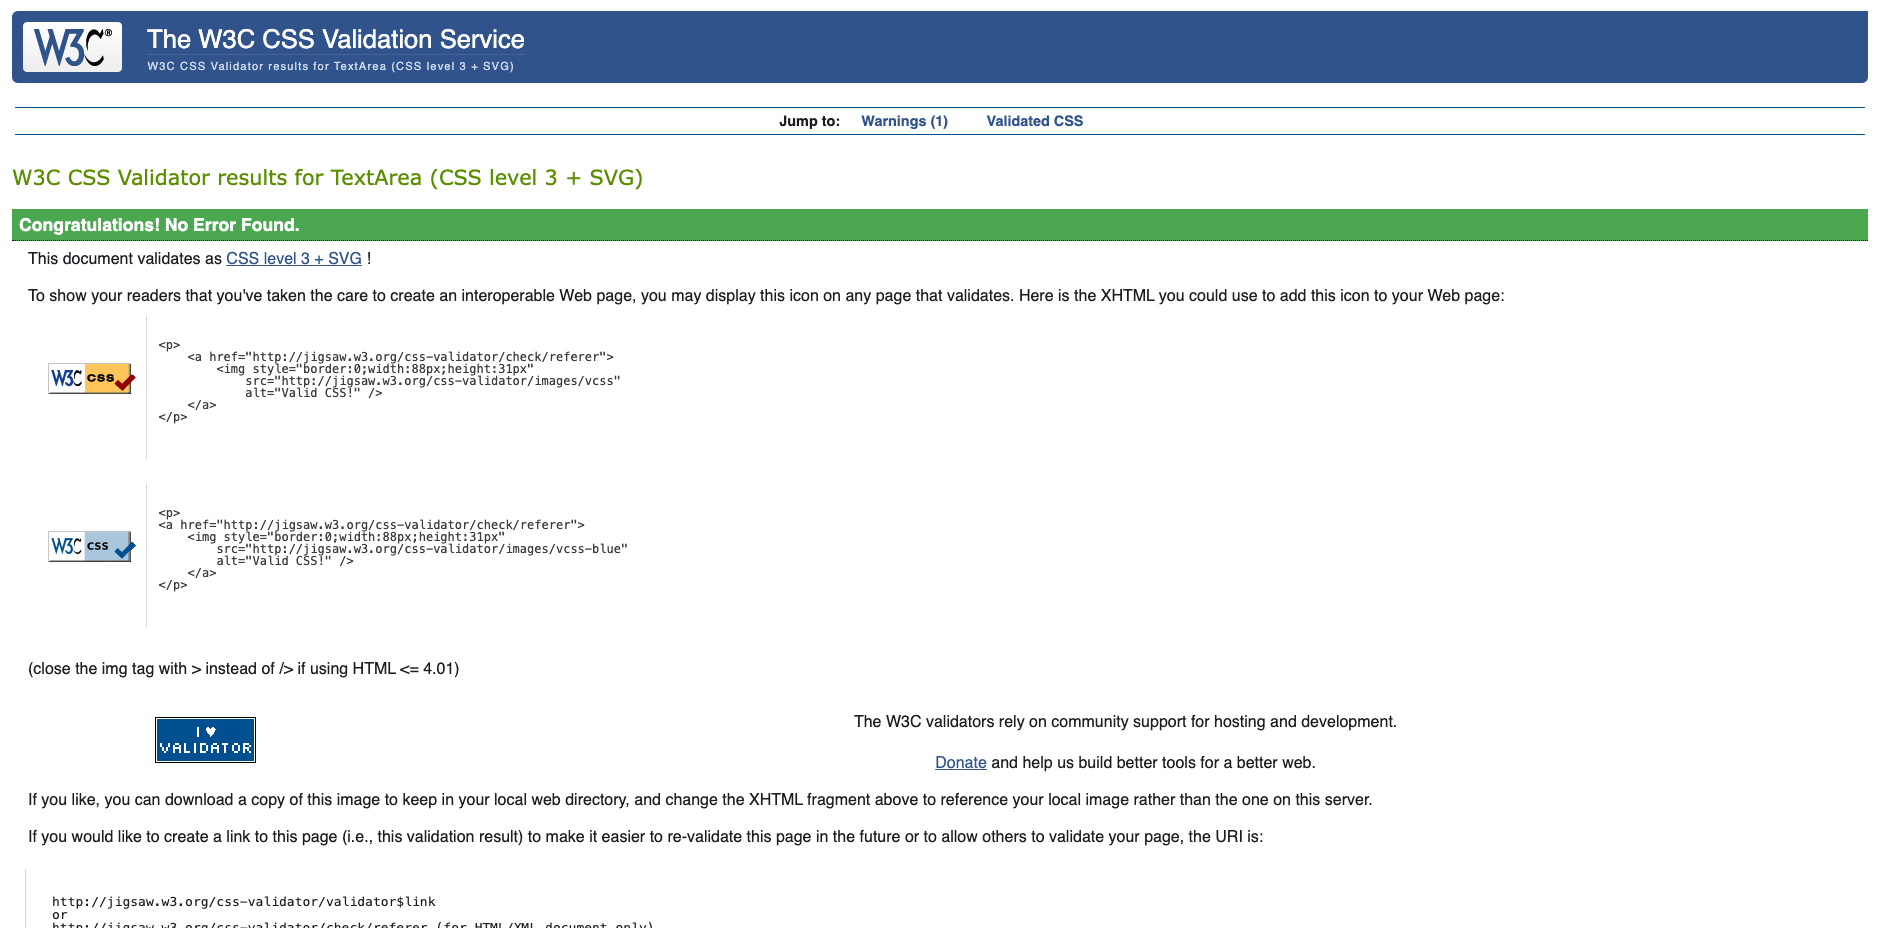 W3C®
The W3C CSS Validation Service
W3C CSS Validator results for TextArea (CSS level 3 + SVG)
Jump to: Warnings (1) Validated CSS
W3C CSS Validator results for TextArea (CSS level 3 + SVG)
Congratulations! No Error Found.
This document validates as CSS level 3 + SVG !
To show your readers that you've taken the care to create an interoperable Web page, you may display this icon on any page that validates. Here is the XHTML you could use to add this icon to your Web page:
W3C css
<p>
    <a href="http://jigsaw.w3.org/css-validator/check/referer">
        <img style="border:0;width:88px;height:31px"
            src="http://jigsaw.w3.org/css-validator/images/vcss"
            alt="Valid CSS!" />
    </a>
</p>
W3C css
<p>
<a href="http://jigsaw.w3.org/css-validator/check/referer">
    <img style="border:0;width:88px;height:31px"
        src="http://jigsaw.w3.org/css-validator/images/vcss-blue"
        alt="Valid CSS!" />
    </a>
</p>
(close the img tag with > instead of /> if using HTML <= 4.01)
I ♥
VALIDATOR
The W3C validators rely on community support for hosting and development.
Donate and help us build better tools for a better web.
If you like, you can download a copy of this image to keep in your local web directory, and change the XHTML fragment above to reference your local image rather than the one on this server.
If you would like to create a link to this page (i.e., this validation result) to make it easier to re-validate this page in the future or to allow others to validate your page, the URI is:
http://jigsaw.w3.org/css-validator/validator$link
or
http://jigsaw.w3.org/css-validator/check/referer (for HTML/XML document only)